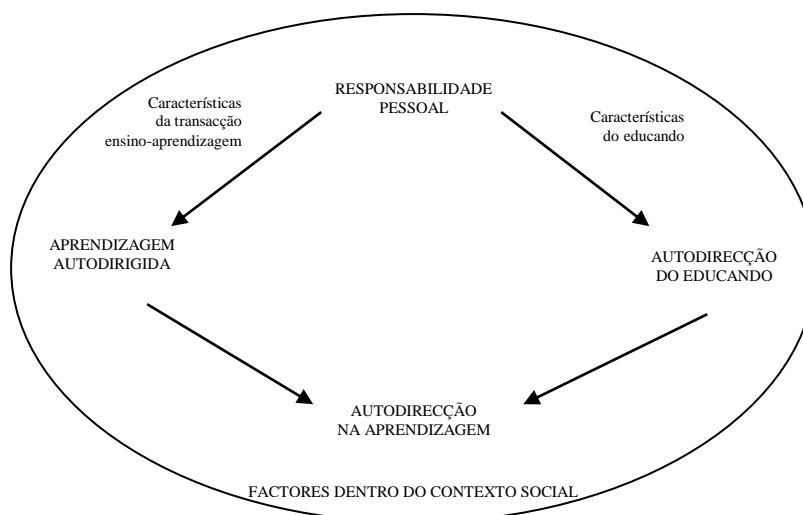 RESPONSABILIDADE
PESSOAL
Características
da transacção
ensino-aprendizagem
Características
do educando
APRENDIZAGEM
AUTODIRIGIDA
AUTODIRECÇÃO
DO EDUCANDO
AUTODIRECÇÃO
NA APRENDIZAGEM
FACTORES DENTRO DO CONTEXTO SOCIAL